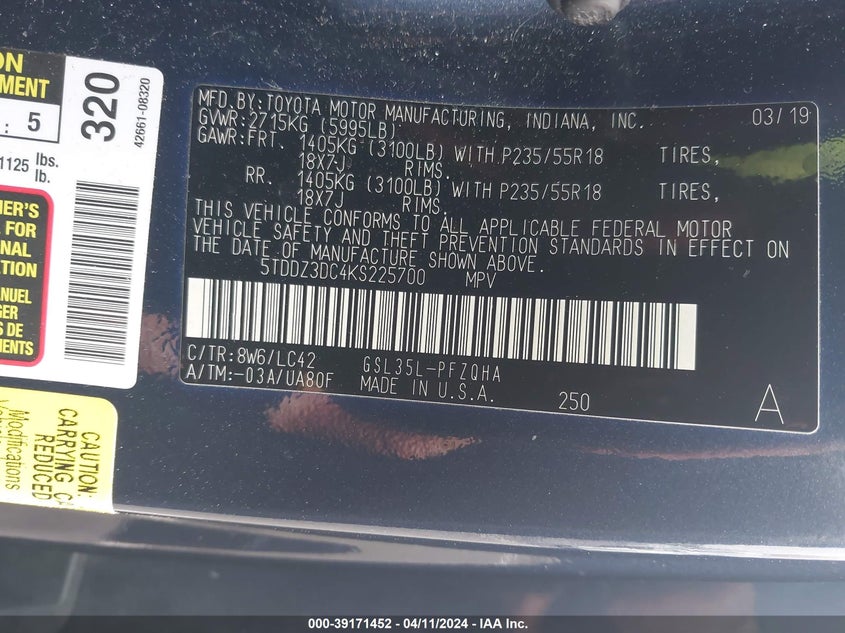 MFD.BY:TOYOTA MOTOR MANUFACTURING, INDIANA, INC. 03/19
GVWR:2715KG (5995LB)
GAWR:FRT. 1405KG (3100LB) WITH P235/55R18 TIRES,
18X7J RIMS.
RR. 1405KG (3100LB) WITH P235/55R18 TIRES,
18X7J RIMS.
THIS VEHICLE CONFORMS TO ALL APPLICABLE FEDERAL MOTOR
VEHICLE SAFETY AND THEFT PREVENTION STANDARDS IN EFFECT ON
THE DATE OF MANUFACTURE SHOWN ABOVE.
5TDDZ3DC4KS225700 MPV
C/TR:8W6/LC42 GSL35L-PFZQHA
A/TM:-03A/UA80F MADE IN U.S.A. 250 A
: 5
1125 lbs.
lb.
320
42661-08320
FOR
MANUEL
DE
CAUTION:
CARRYING
REDUCED
Modifications
000-39171452 - 04/11/2024 - IAA Inc.